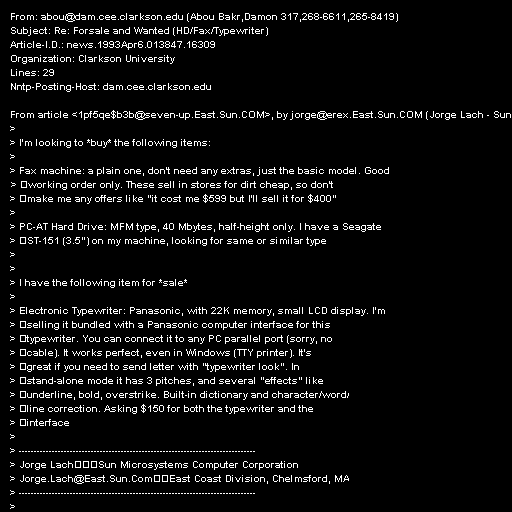 From: abou@dam.cee.clarkson.edu (Abou Bakr,Damon 317,268-6611,265-8419)
Subject: Re: Forsale and Wanted (HD/Fax/Typewriter)
Article-I.D.: news.1993Apr6.013847.16309
Organization: Clarkson University
Lines: 29
Nntp-Posting-Host: dam.cee.clarkson.edu

From article <1pf5qe$b3b@seven-up.East.Sun.COM>, by jorge@erex.East.Sun.COM (Jorge Lach - Sun
>
> I'm looking to *buy* the following items:
>
> Fax machine: a plain one, don't need any extras, just the basic model. Good
> □working order only. These sell in stores for dirt cheap, so don't
> □make me any offers like "it cost me $599 but I'll sell it for $400"
>
> PC-AT Hard Drive: MFM type, 40 Mbytes, half-height only. I have a Seagate
> □ST-151 (3.5") on my machine, looking for same or similar type
>
>
> I have the following item for *sale*
>
> Electronic Typewriter: Panasonic, with 22K memory, small LCD display. I'm
> □selling it bundled with a Panasonic computer interface for this
> □typewriter. You can connect it to any PC parallel port (sorry, no
> □cable). It works perfect, even in Windows (TTY printer). It's
> □great if you need to send letter with "typewriter look". In
> □stand-alone mode it has 3 pitches, and several "effects" like
> □underline, bold, overstrike. Built-in dictionary and character/word/
> □line correction. Asking $150 for both the typewriter and the
> □interface
>
> -------------------------------------------------------------------------------
> Jorge Lach□□□Sun Microsystems Computer Corporation
> Jorge.Lach@East.Sun.Com□□East Coast Division, Chelmsford, MA
> -------------------------------------------------------------------------------
>